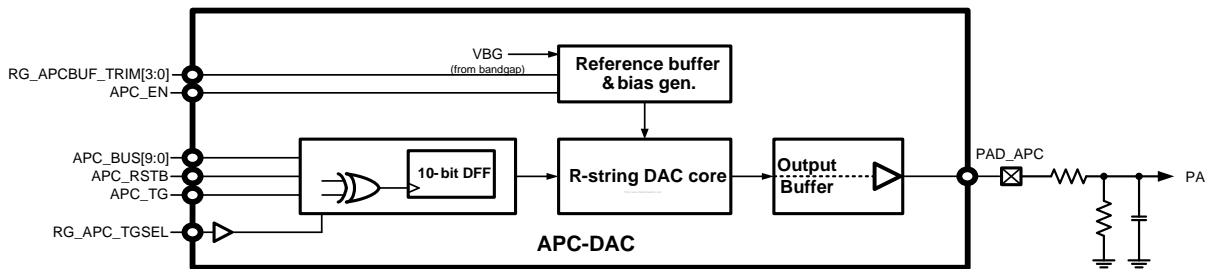 VBG
(from bandgap)
Reference buffer
& bias gen.
RG_APCBUF_TRIM[3:0]
APC_EN
APC_BUS[9:0]
APC_RSTB
APC_TG
RG_APC_TGSEL
10-bit DFF
R-string DAC core
Output
Buffer
PAD_APC
PA
APC-DAC